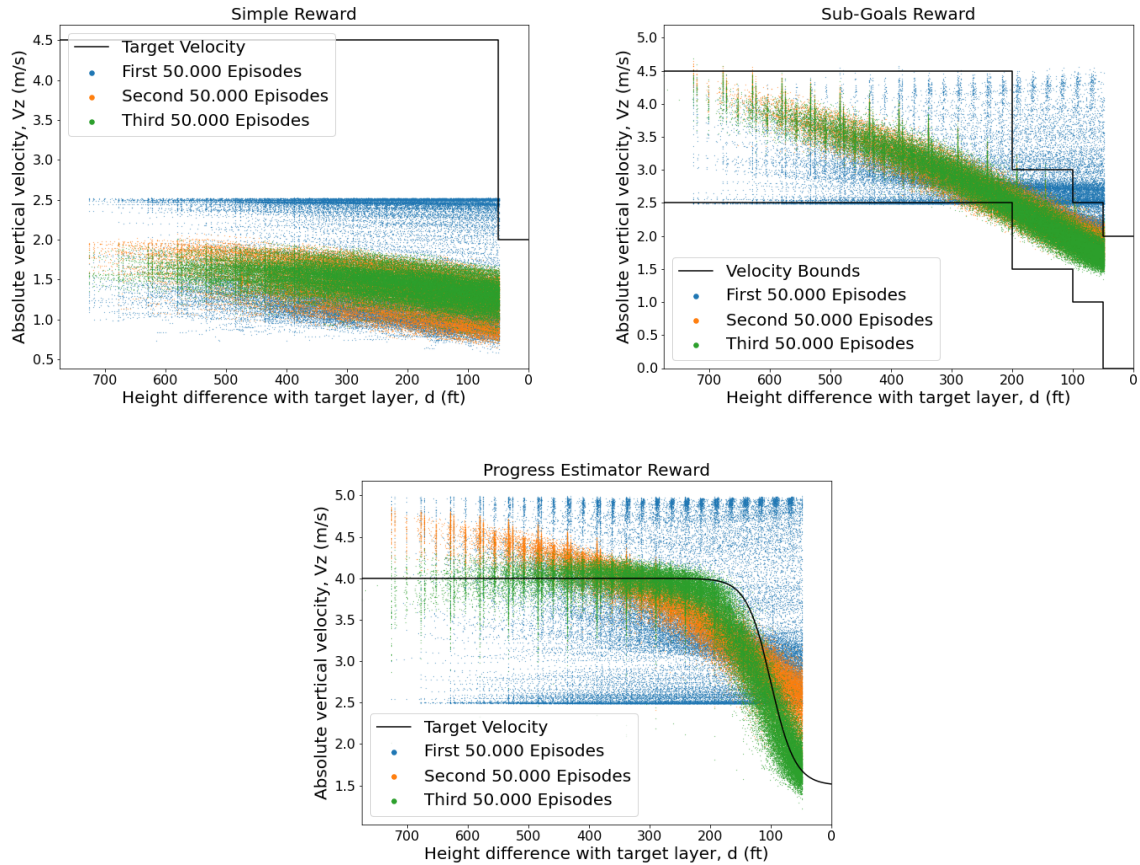 Simple Reward
Absolute vertical velocity, Vz (m/s)
4.5
4.0
3.5
3.0
2.5
2.0
1.5
1.0
0.5
Target Velocity
First 50.000 Episodes
Second 50.000 Episodes
Third 50.000 Episodes
700 600 500 400 300 200 100 0
Height difference with target layer, d (ft)
Sub-Goals Reward
Absolute vertical velocity, Vz (m/s)
5.0
4.5
4.0
3.5
3.0
2.5
2.0
1.5
1.0
0.5
0.0
Velocity Bounds
First 50.000 Episodes
Second 50.000 Episodes
Third 50.000 Episodes
700 600 500 400 300 200 100 0
Height difference with target layer, d (ft)
Progress Estimator Reward
Absolute vertical velocity, Vz (m/s)
5.0
4.5
4.0
3.5
3.0
2.5
2.0
1.5
Target Velocity
First 50.000 Episodes
Second 50.000 Episodes
Third 50.000 Episodes
700 600 500 400 300 200 100 0
Height difference with target layer, d (ft)